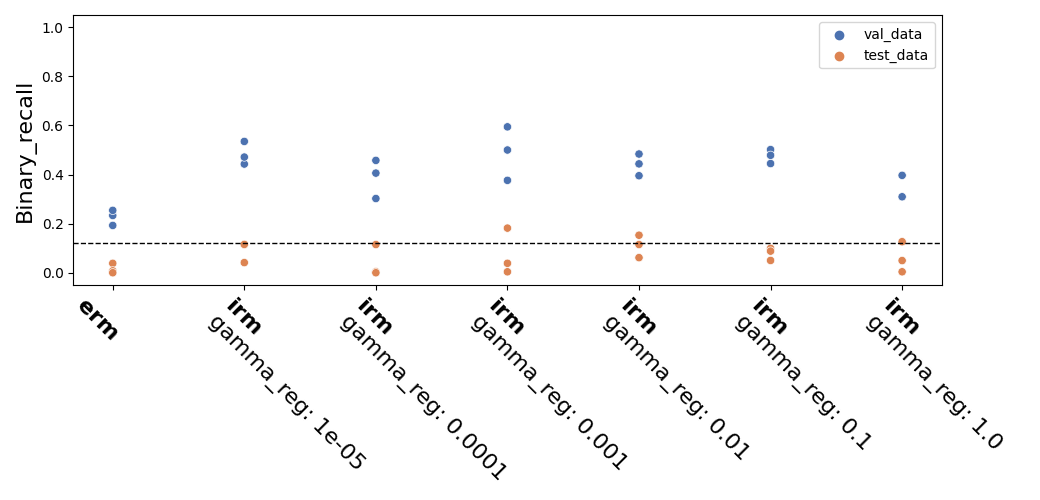 1.0
0.8
0.6
0.4
0.2
0.0
Binary_recall
val_data
test_data
erm
irm
gamma_reg: 1e-05
irm
gamma_reg: 0.0001
irm
gamma_reg: 0.001
irm
gamma_reg: 0.01
irm
gamma_reg: 0.1
irm
gamma_reg: 1.0